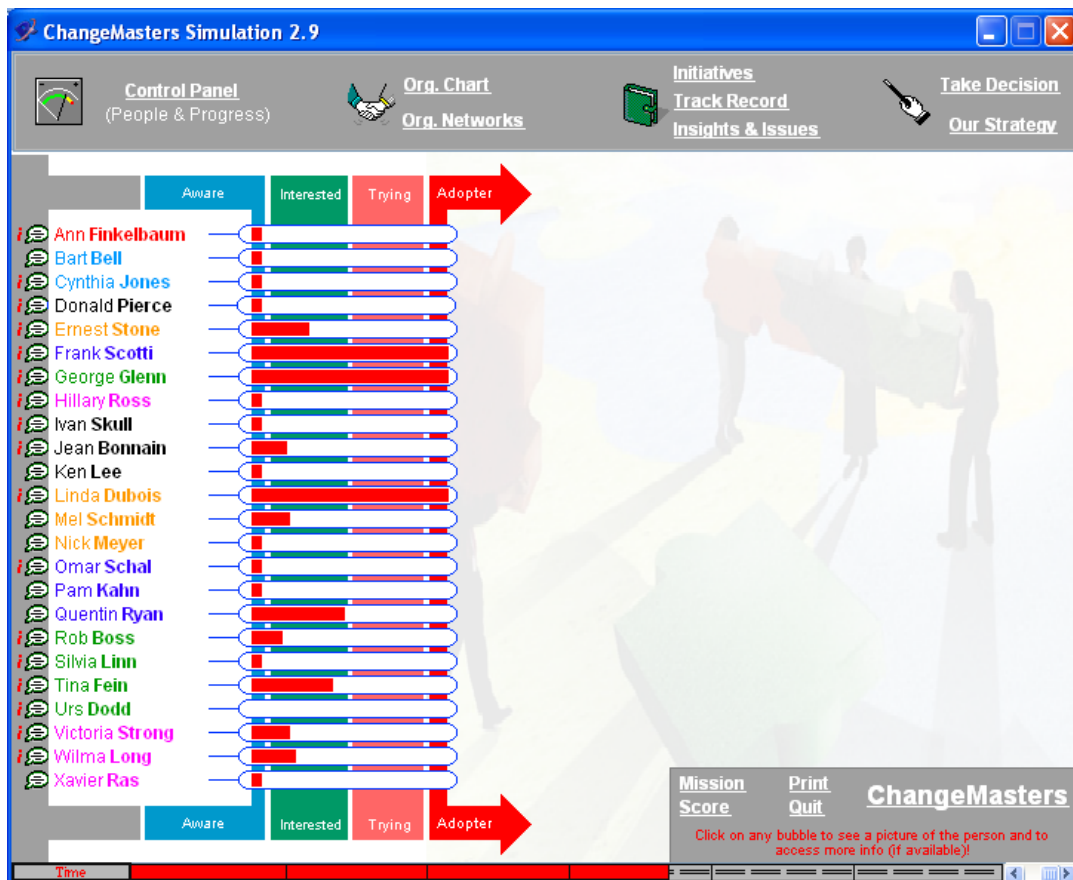 ChangeMasters Simulation 2.9
Control Panel
(People & Progress)
Org. Chart
Org. Networks
Initiatives
Track Record
Insights & Issues
Take Decision
Our Strategy
Aware Interested Trying Adopter
i Ann Finkelbaum
Bart Bell
i Cynthia Jones
i Donald Pierce
i Ernest Stone
i Frank Scotti
i George Glenn
i Hillary Ross
i Ivan Skull
i Jean Bonnain
Ken Lee
i Linda Dubois
Mel Schmidt
Nick Meyer
i Omar Schal
Pam Kahn
Quentin Ryan
i Rob Boss
i Silvia Linn
i Tina Fein
i Urs Dodd
i Victoria Strong
i Wilma Long
Xavier Ras
Aware Interested Trying Adopter
Mission Print
Score Quit
ChangeMasters
Click on any bubble to see a picture of the person and to
access more info (if available)!
Time